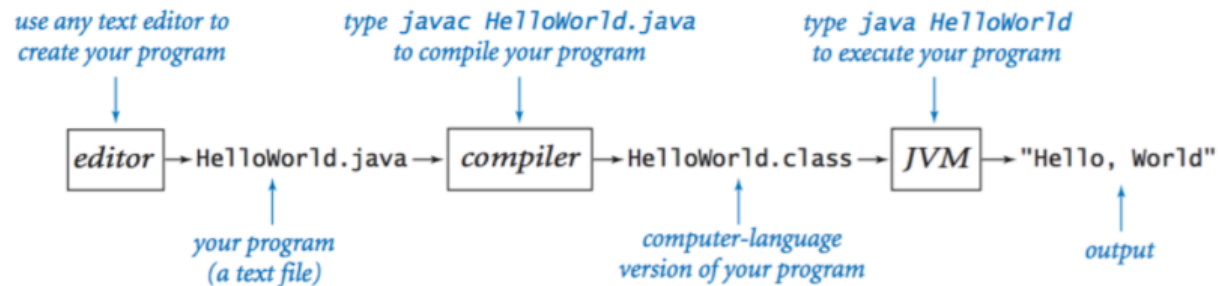 use any text editor to
create your program
type javac HelloWorld.java
to compile your program
type java HelloWorld
to execute your program
editor
HelloWorld.java
compiler
HelloWorld.class
JVM
"Hello, World"
your program
(a text file)
computer-language
version of your program
output